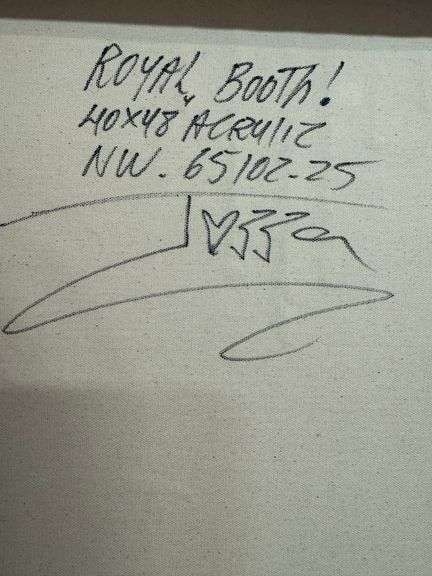 ROYAL BOOTH!
40X48 ACRYLIC
NW. 65102-25